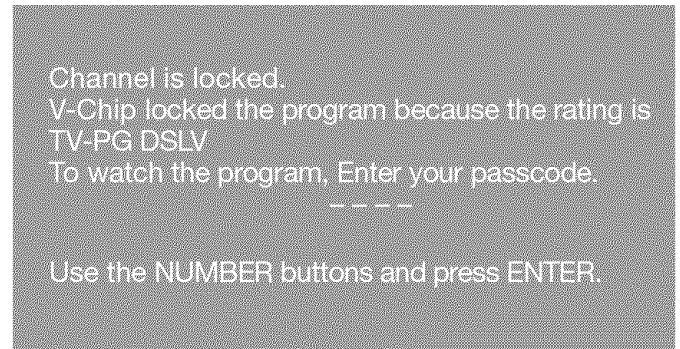 Channel is locked.
V-Chip locked the program because the rating is
TV-PG DSLV
To watch the program, Enter your passcode.
_ _ _ _
Use the NUMBER buttons and press ENTER.